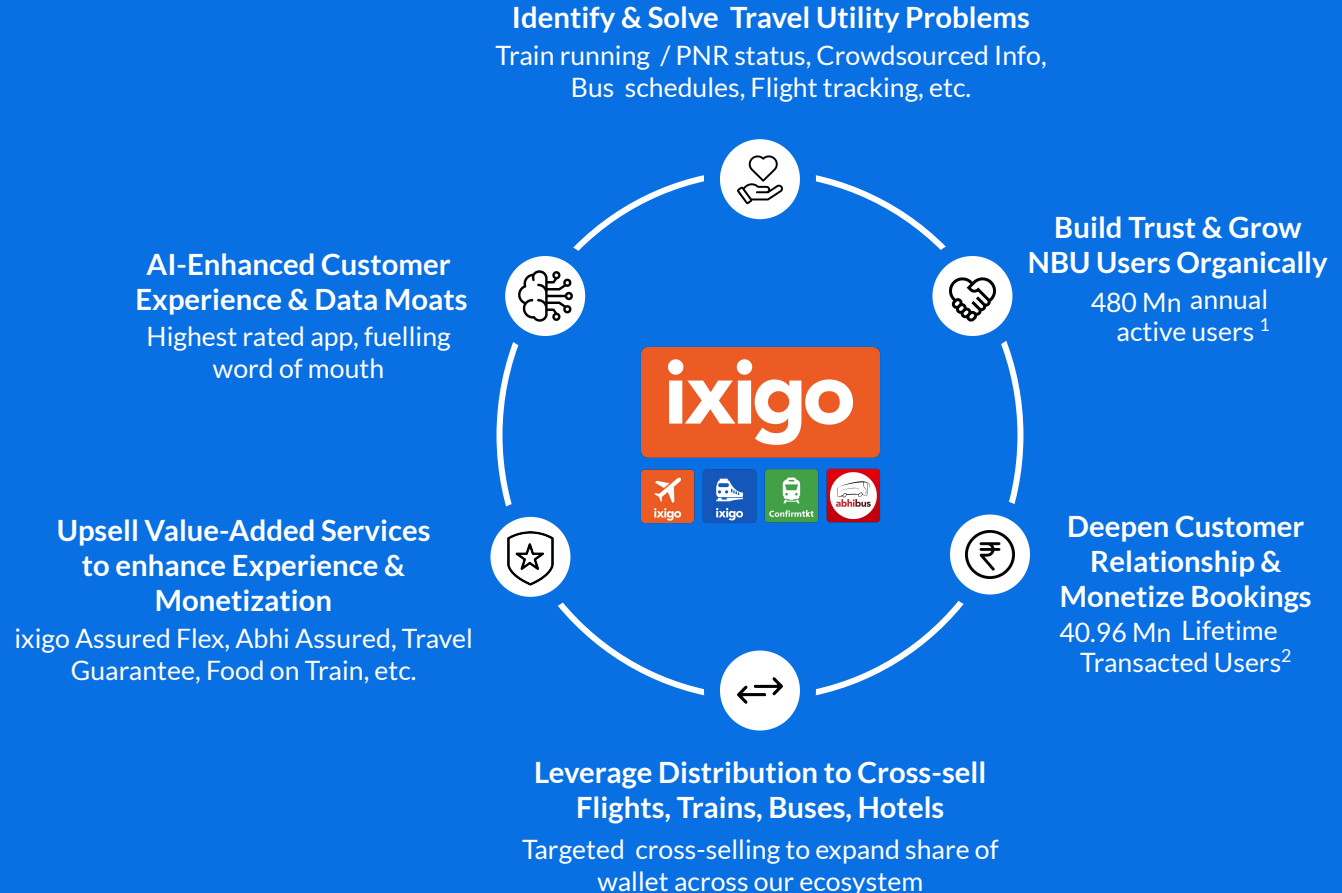 Identify & Solve Travel Utility Problems
Train running / PNR status, Crowdsourced Info,
Bus schedules, Flight tracking, etc.
Build Trust & Grow
NBU Users Organically
480 Mn annual
active users 1
Deepen Customer
Relationship &
Monetize Bookings
40.96 Mn Lifetime
Transacted Users2
Leverage Distribution to Cross-sell
Flights, Trains, Buses, Hotels
Targeted cross-selling to expand share of
wallet across our ecosystem
Upsell Value-Added Services
to enhance Experience &
Monetization
ixigo Assured Flex, Abhi Assured, Travel
Guarantee, Food on Train, etc.
AI-Enhanced Customer
Experience & Data Moats
Highest rated app, fuelling
word of mouth
ixigo
ixigo
ixigo
Confirmtkt
abhibus
₹